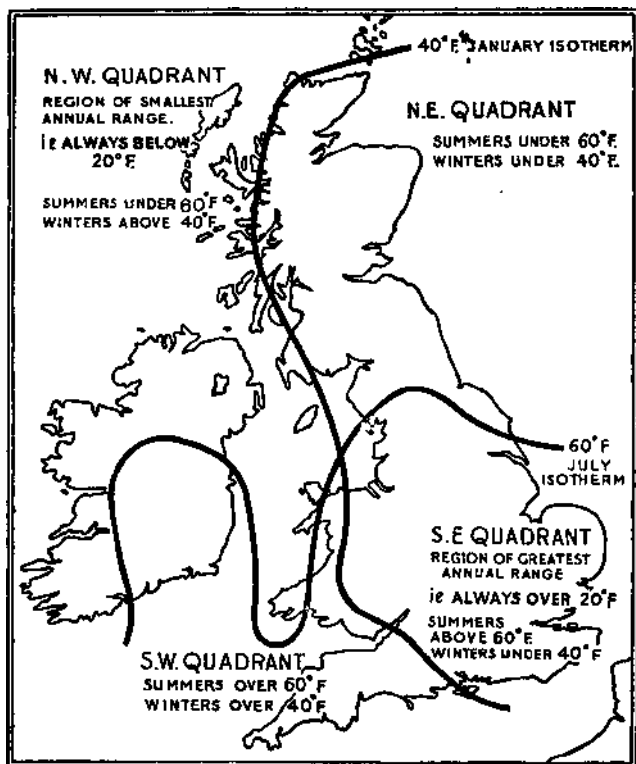 40°F. JANUARY ISOTHERM
N.W. QUADRANT
REGION OF SMALLEST
ANNUAL RANGE.
ie ALWAYS BELOW
20°F.
SUMMERS UNDER 60°F
WINTERS ABOVE 40°F.
N.E. QUADRANT
SUMMERS UNDER 60°F.
WINTERS UNDER 40°F.
60°F
JULY
ISOTHERM
S.E QUADRANT
REGION OF GREATEST
ANNUAL RANGE
ie ALWAYS OVER 20°F
SUMMERS
ABOVE 60°F.
WINTERS UNDER 40°F
S.W. QUADRANT
SUMMERS OVER 60°F
WINTERS OVER 40°F